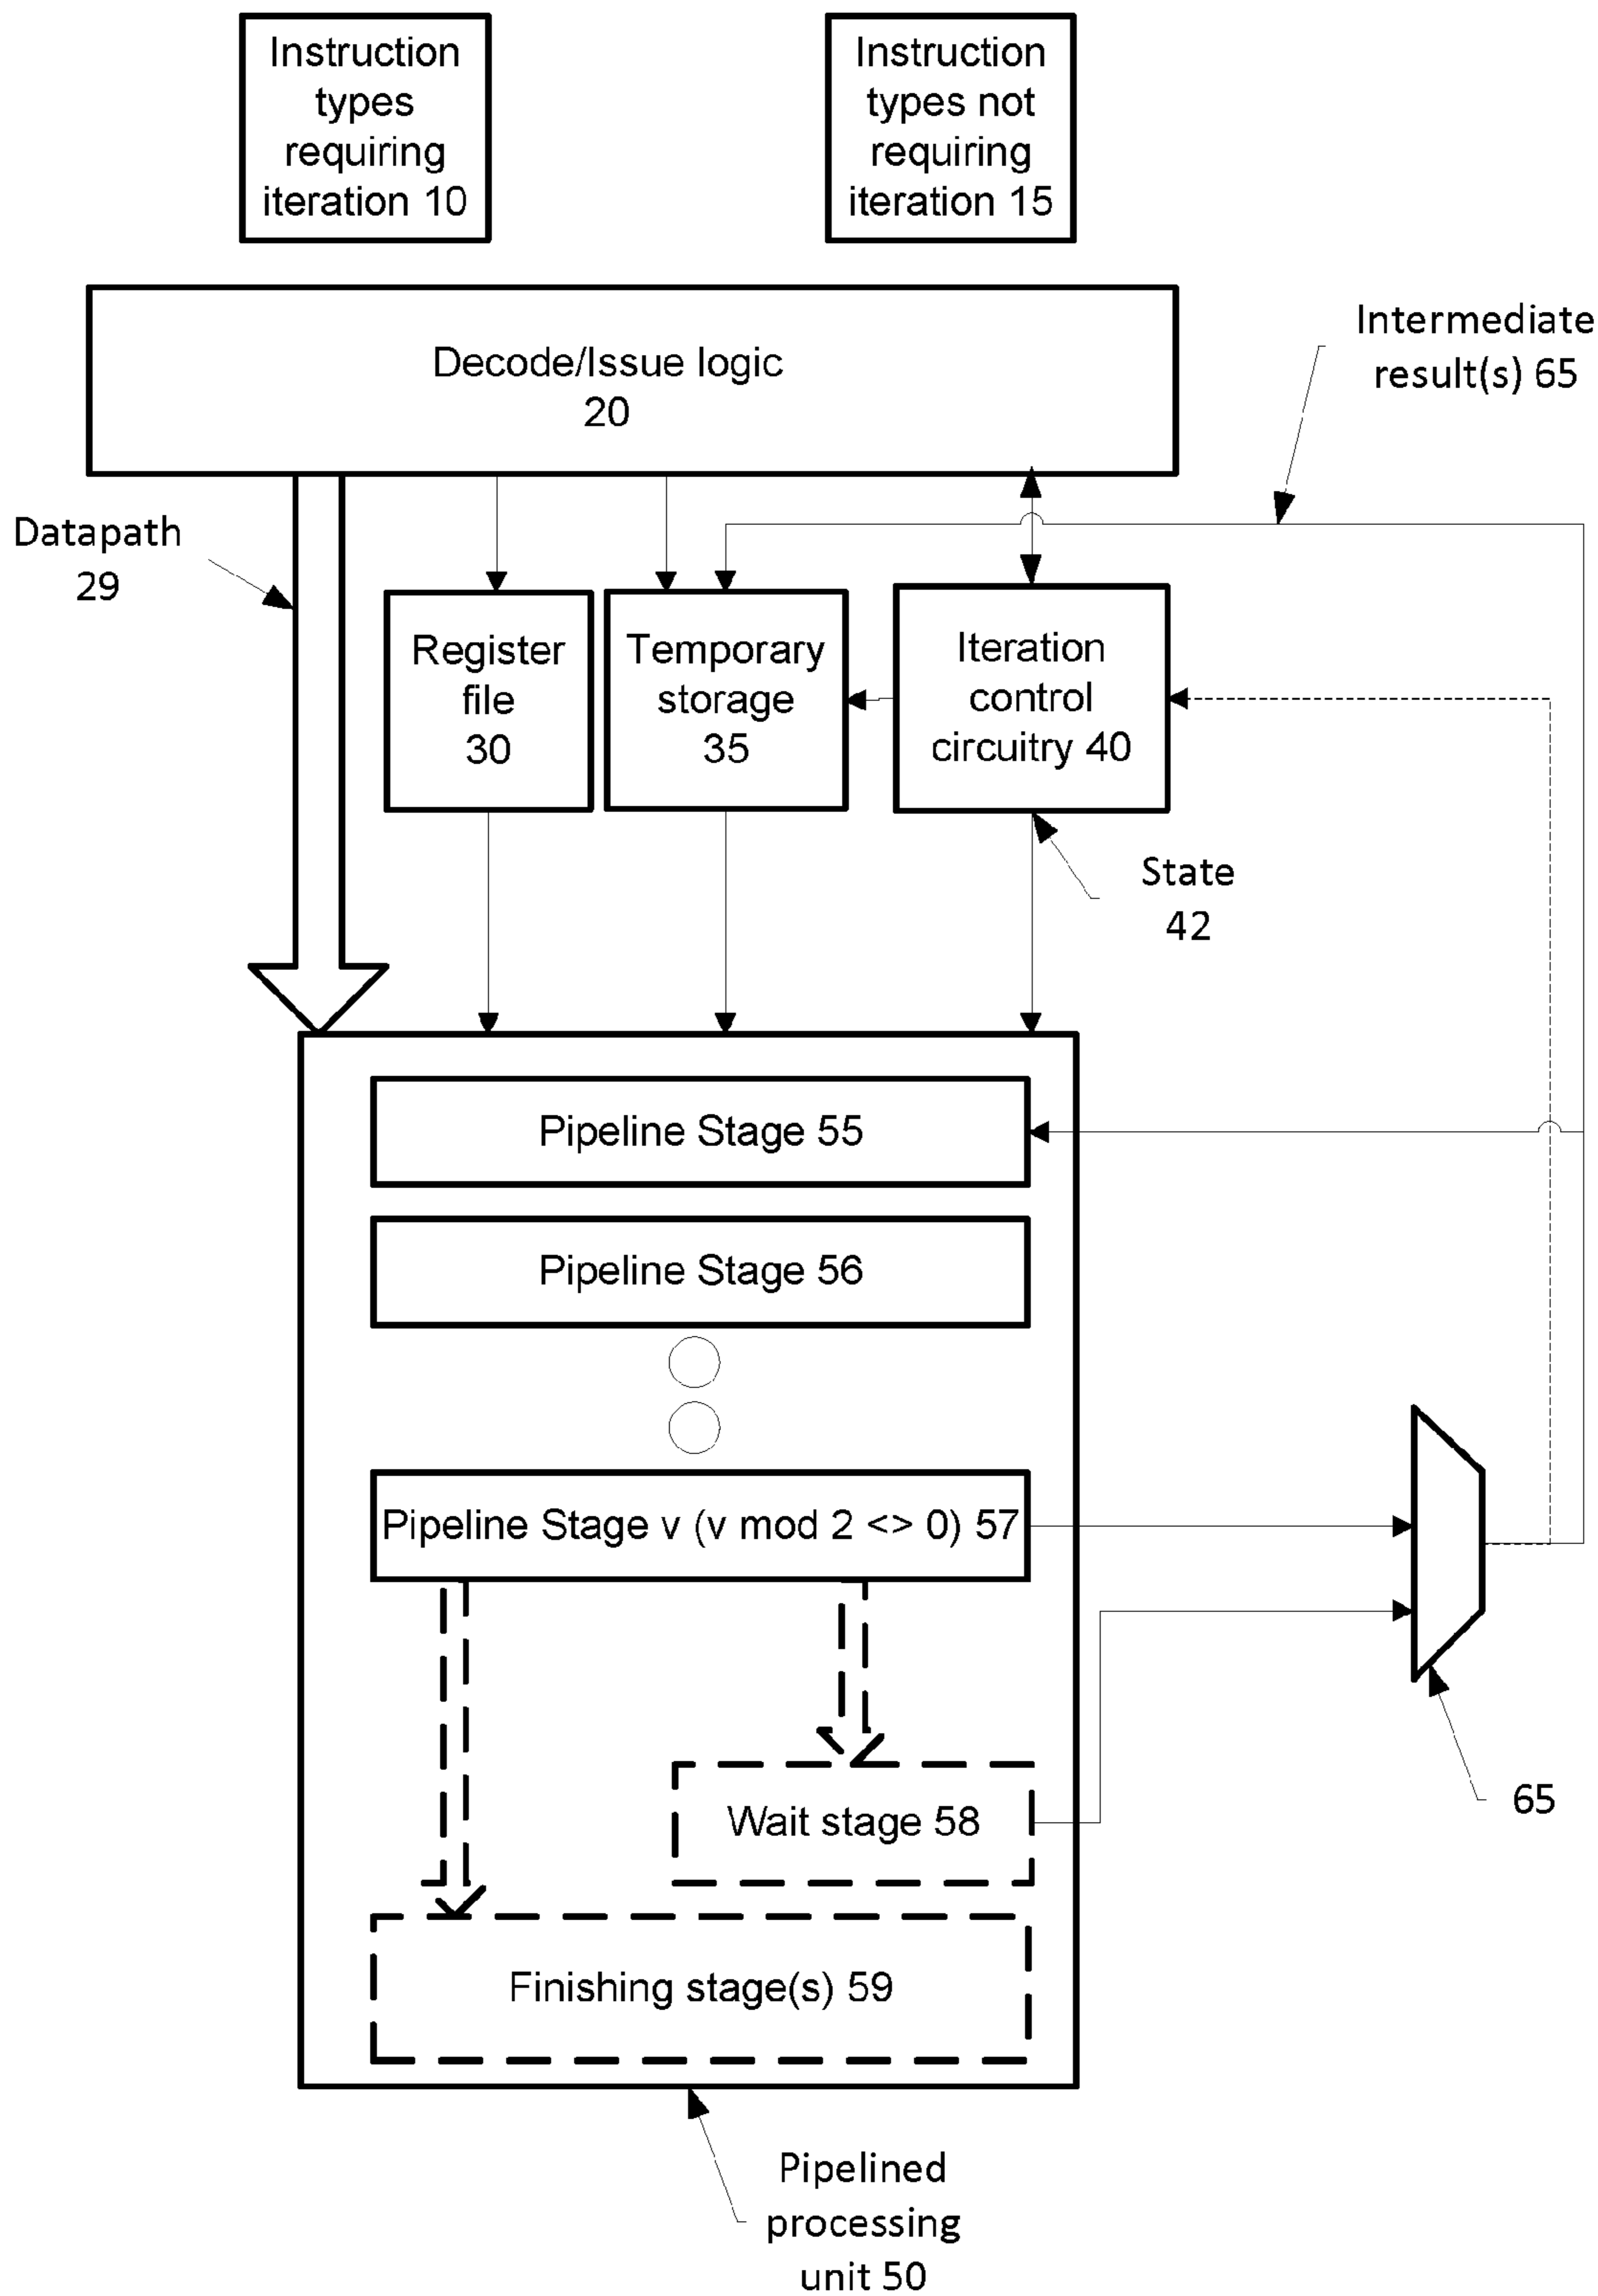 Instruction
types
requiring
iteration 10
Instruction
types not
requiring
iteration 15
Decode/Issue logic
20
Intermediate
result(s) 65
Datapath
29
Register
file
30
Temporary
storage
35
Iteration
control
circuitry 40
State
42
Pipeline Stage 55
Pipeline Stage 56
Pipeline Stage v (v mod 2 <> 0) 57
Wait stage 58
65
Finishing stage(s) 59
Pipelined
processing
unit 50